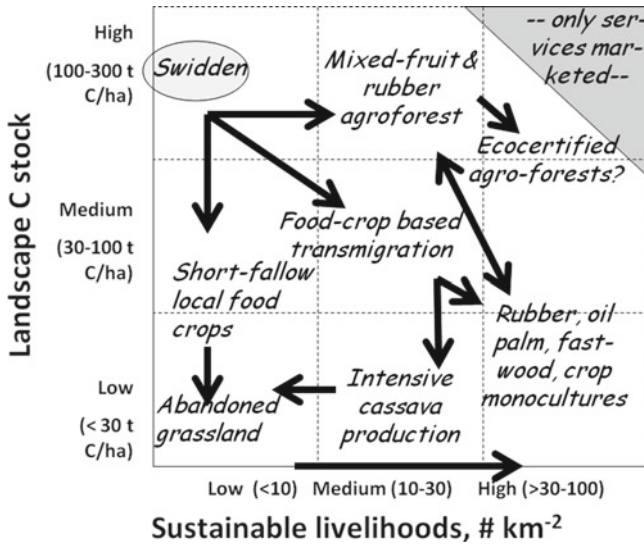 Landscape C stock
High
(100-300 t
C/ha)
Medium
(30-100 t
C/ha)
Low
(< 30 t
C/ha)
Swidden
Mixed-fruit &
rubber
agroforest
-- only ser-
vices mar-
keted--
Ecocertified
agro-forests?
Food-crop based
transmigration
Short-fallow
local food
crops
Rubber, oil
palm, fast-
wood, crop
monocultures
Intensive
cassava
production
Abandoned
grassland
Low (<10)
Medium (10-30)
High (>30-100)
Sustainable livelihoods, # km-2